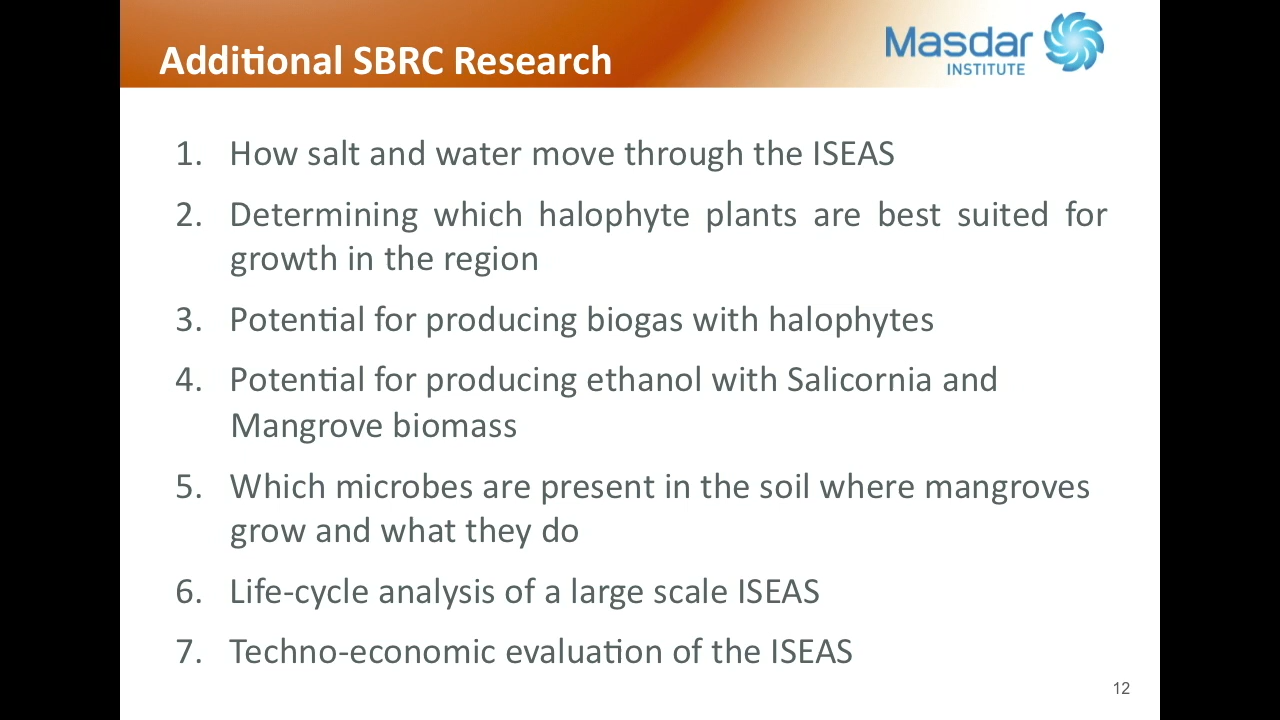 Additional SBRC Research
Masdar
INSTITUTE
1. How salt and water move through the ISEAS
2. Determining which halophyte plants are best suited for
growth in the region
3. Potential for producing biogas with halophytes
4. Potential for producing ethanol with Salicornia and
Mangrove biomass
5. Which microbes are present in the soil where mangroves
grow and what they do
6. Life-cycle analysis of a large scale ISEAS
7. Techno-economic evaluation of the ISEAS
12